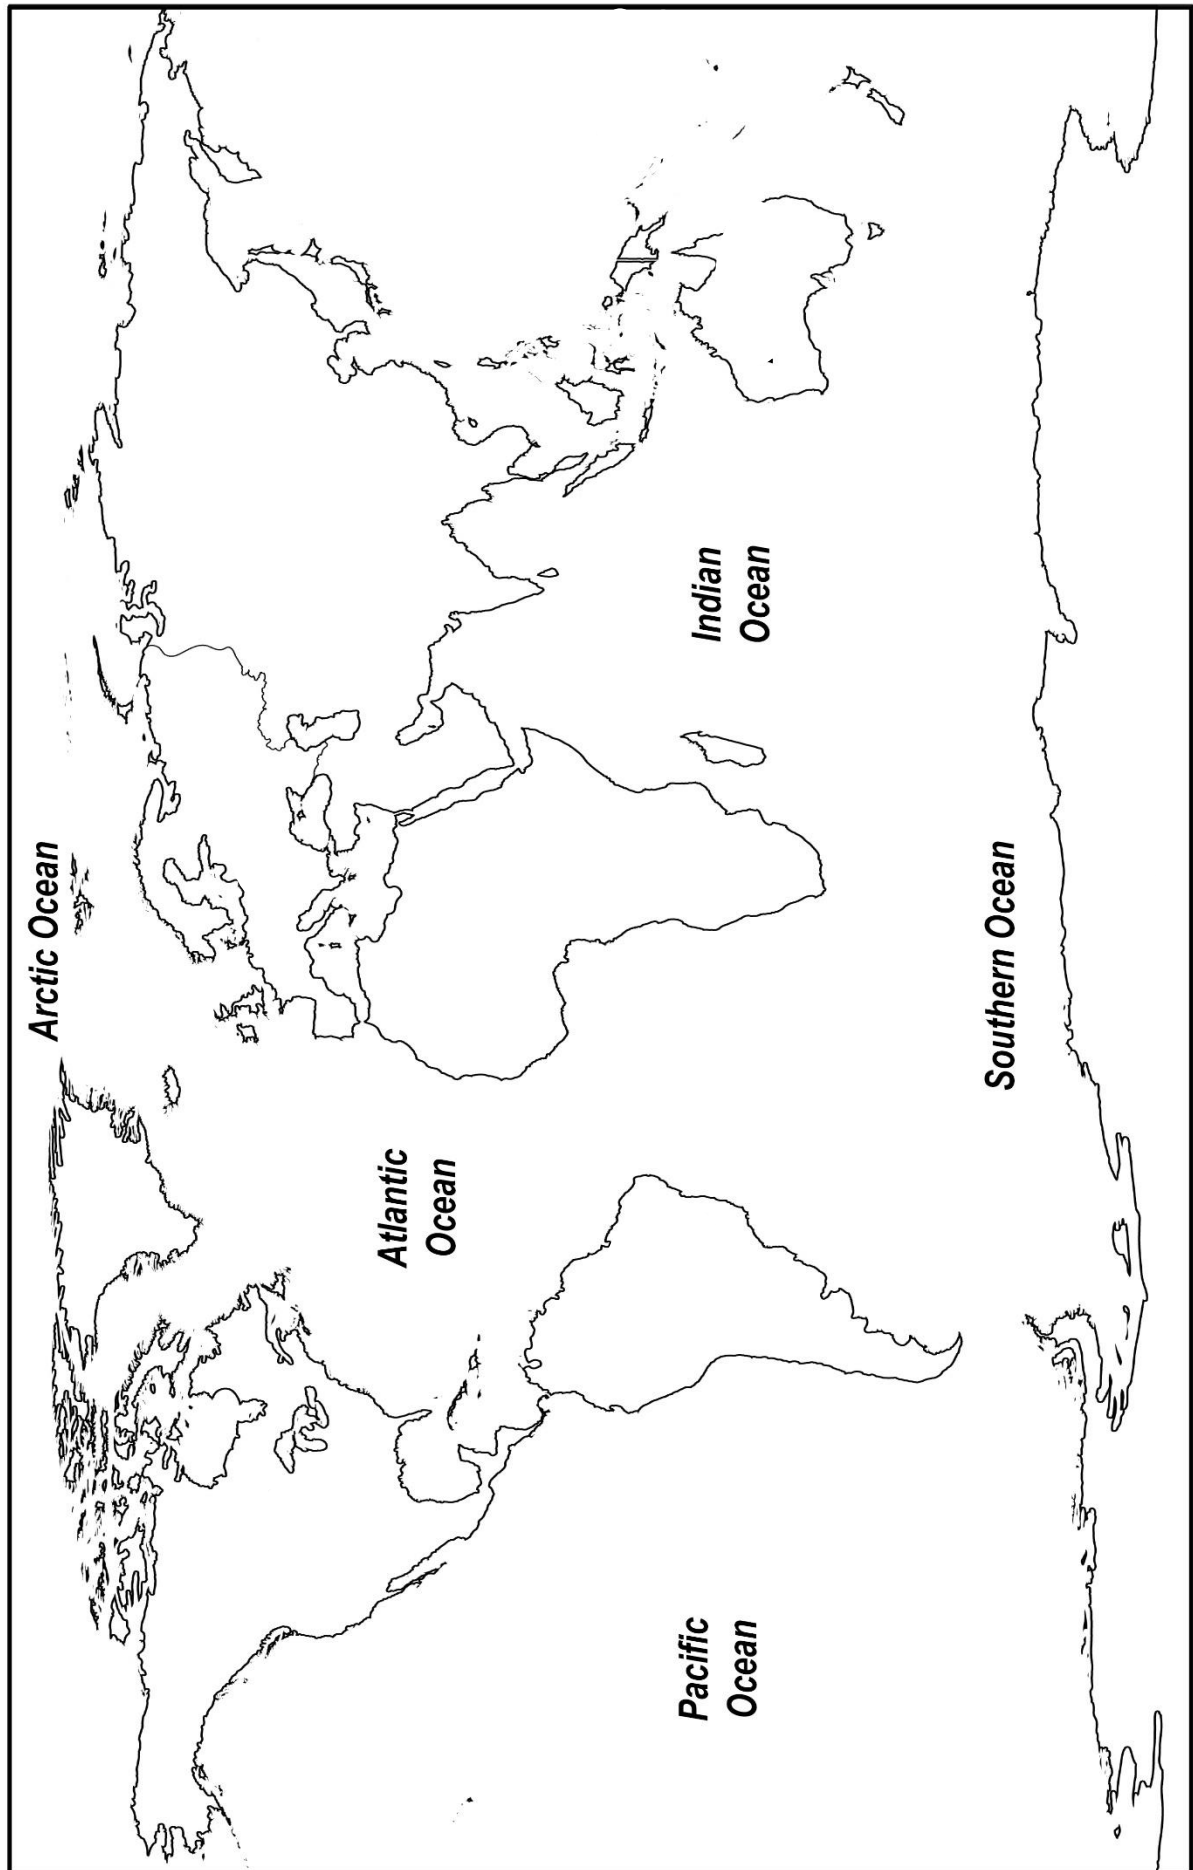 Arctic Ocean
Atlantic
Ocean
Indian
Ocean
Pacific
Ocean
Southern Ocean